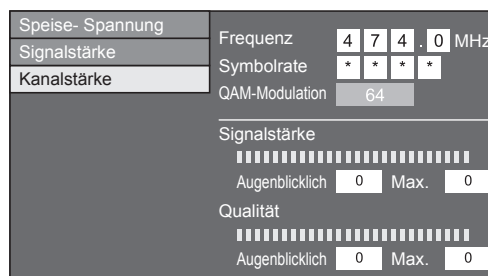 Speise- Spannung
Signalstärke
Kanalstärke
Frequenz 4 7 4 . 0 MHz
Symbolrate * * * *
QAM-Modulation 64
Signalstärke
Augenblicklich 0 Max. 0
Qualität
Augenblicklich 0 Max. 0